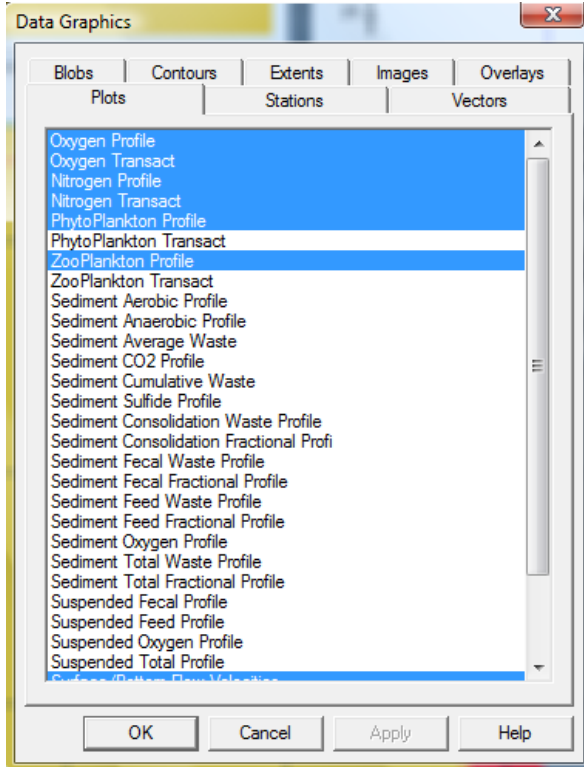 Data Graphics
Blobs Contours Extents Images Overlays
Plots Stations Vectors
Oxygen Profile
Oxygen Transact
Nitrogen Profile
Nitrogen Transact
PhytoPlankton Profile
PhytoPlankton Transact
ZooPlankton Profile
ZooPlankton Transact
Sediment Aerobic Profile
Sediment Anaerobic Profile
Sediment Average Waste
Sediment CO2 Profile
Sediment Cumulative Waste
Sediment Sulfide Profile
Sediment Consolidation Waste Profile
Sediment Consolidation Fractional Profi
Sediment Fecal Waste Profile
Sediment Fecal Fractional Profile
Sediment Feed Waste Profile
Sediment Feed Fractional Profile
Sediment Oxygen Profile
Sediment Total Waste Profile
Sediment Total Fractional Profile
Suspended Fecal Profile
Suspended Feed Profile
Suspended Oxygen Profile
Suspended Total Profile
Surface/Bottom Flow Velocities
OK Cancel Apply Help